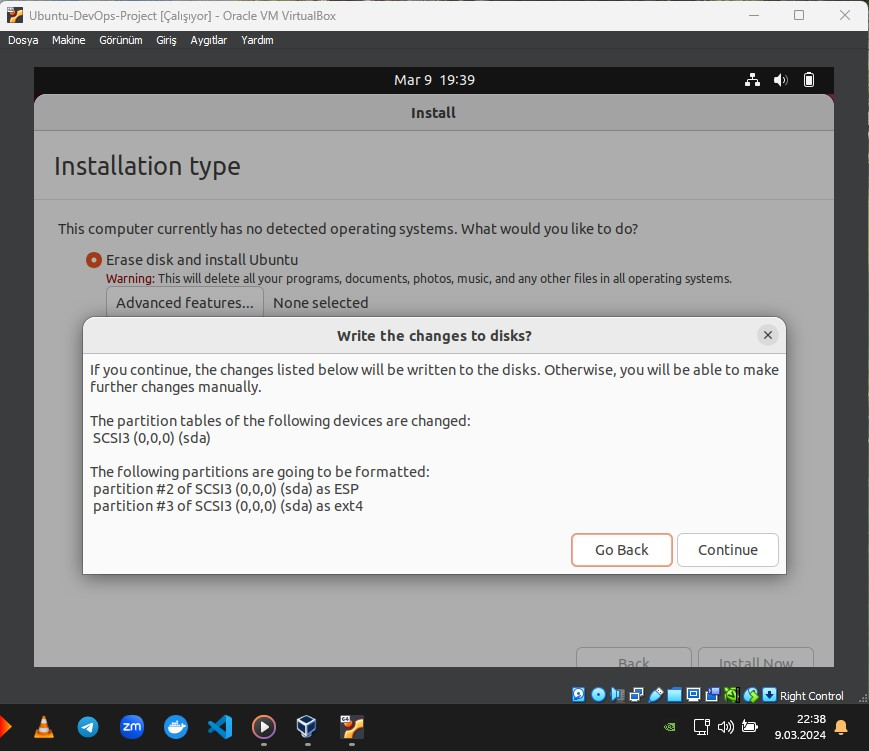 Ubuntu-DevOps-Project [Çalışıyor] - Oracle VM VirtualBox
Dosya Makine Görünüm Giriş Aygıtlar Yardım
Mar 9 19:39
Install
Installation type
This computer currently has no detected operating systems. What would you like to do?
Erase disk and install Ubuntu
Warning: This will delete all your programs, documents, photos, music, and any other files in all operating systems.
Advanced features... None selected
Write the changes to disks?
If you continue, the changes listed below will be written to the disks. Otherwise, you will be able to make
further changes manually.
The partition tables of the following devices are changed:
SCSI3 (0,0,0) (sda)
The following partitions are going to be formatted:
partition #2 of SCSI3 (0,0,0) (sda) as ESP
partition #3 of SCSI3 (0,0,0) (sda) as ext4
Go Back Continue
Back Install Now
Right Control
zm 64 22:38
9.03.2024